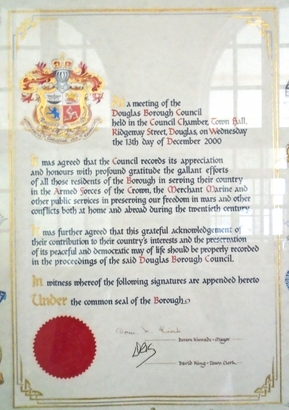 At a meeting of the
Douglas Borough Council
held in the Council Chamber, Town Hall,
Ridgeway Street, Douglas, on Wednesday
the 13th day of December 2000
It was agreed that the Council records its appreciation
and honours with profound gratitude the gallant efforts
of all those residents of the Borough in serving their country
in the Armed Forces of the Crown, the Merchant Marine and
other public services in preserving our freedom in wars and other
conflicts both at home and abroad during the twentieth century
It was further agreed that this grateful acknowledgement of
their contribution to their country's interests and the preservation
of its peaceful and democratic way of life should be properly recorded
in the proceedings of the said Douglas Borough Council.
In witness whereof the following signatures are appended hereto
Under the common seal of the Borough
Mayor
David King - Town Clerk